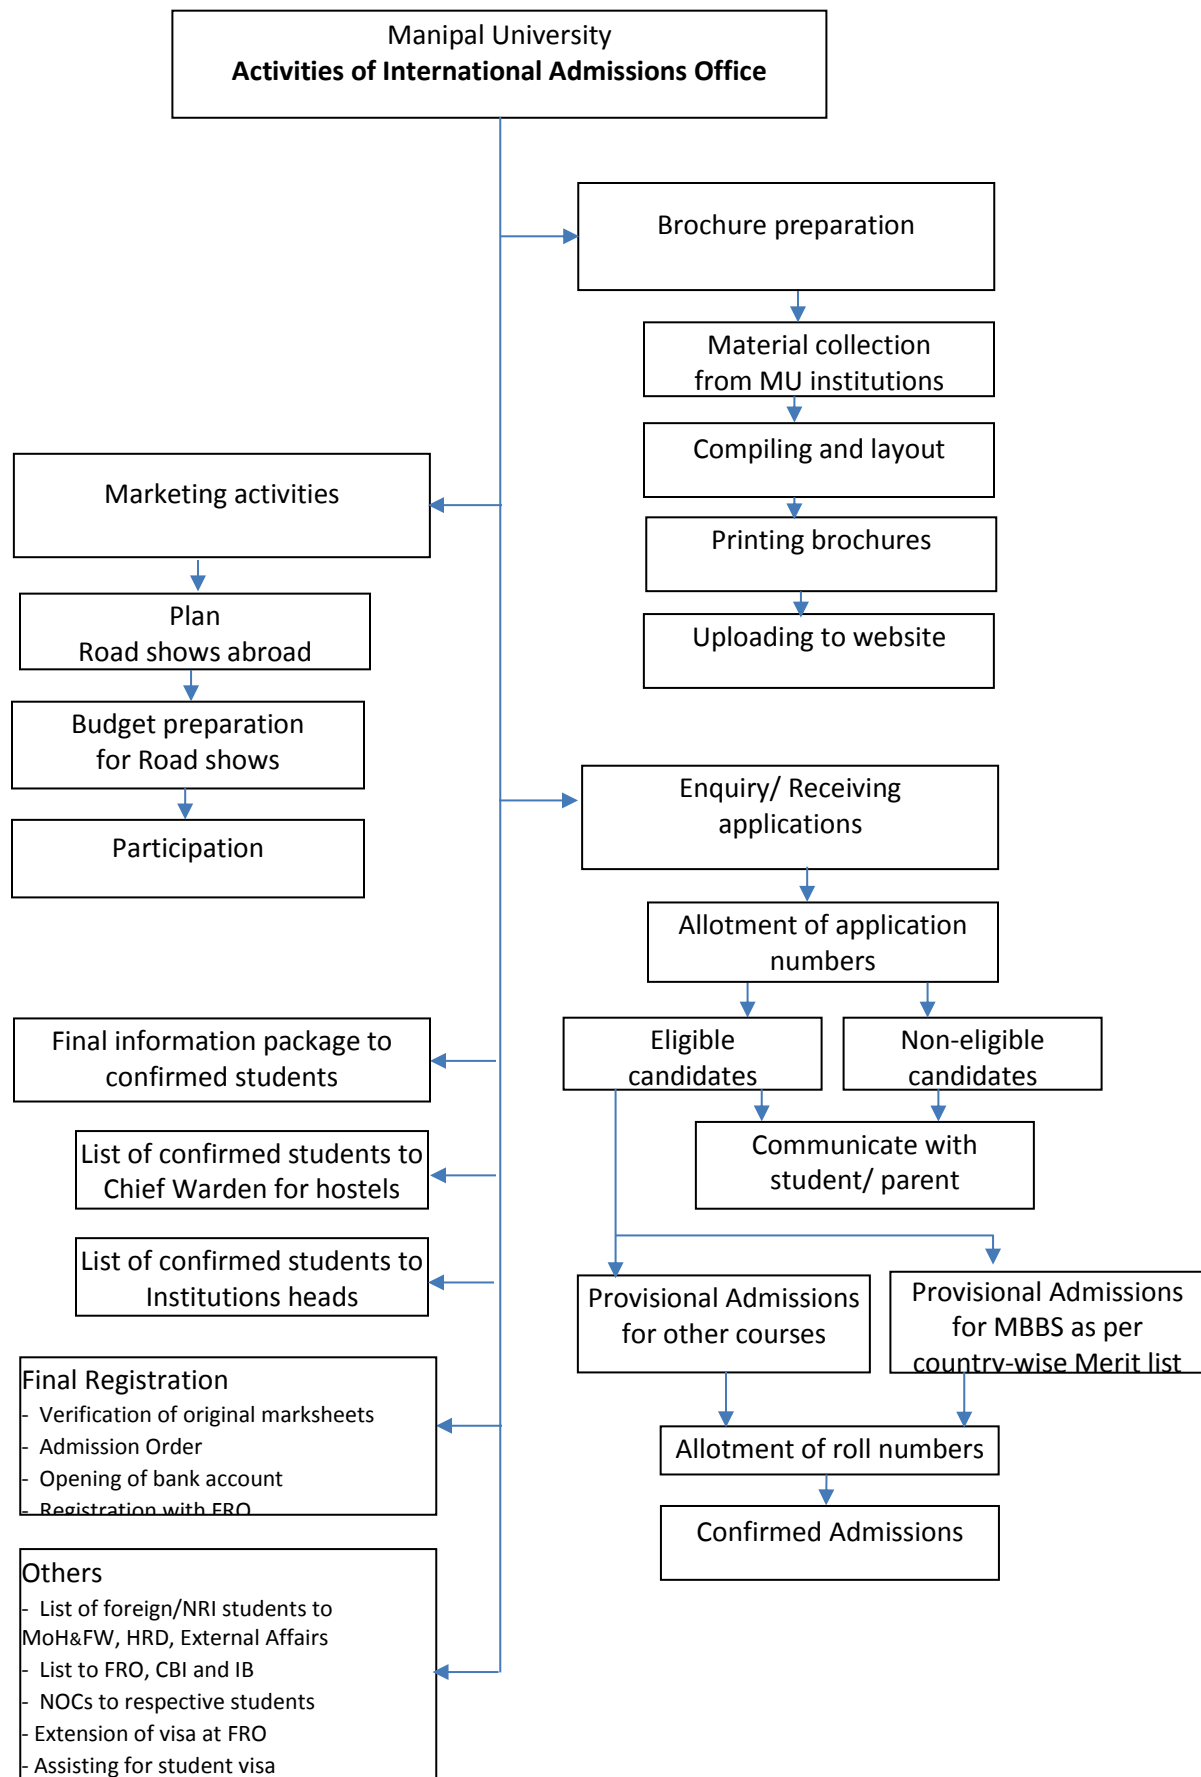 Manipal University
Activities of International Admissions Office
Brochure preparation
Material collection
from MU institutions
Compiling and layout
Printing brochures
Uploading to website
Marketing activities
Plan
Road shows abroad
Budget preparation
for Road shows
Participation
Enquiry/ Receiving
applications
Allotment of application
numbers
Eligible
candidates
Non-eligible
candidates
Communicate with
student/ parent
Provisional Admissions
for other courses
Provisional Admissions
for MBBS as per
country-wise Merit list
Allotment of roll numbers
Confirmed Admissions
Final information package to
confirmed students
List of confirmed students to
Chief Warden for hostels
List of confirmed students to
Institutions heads
Final Registration
- Verification of original marksheets
- Admission Order
- Opening of bank account
- Registration with FRO
Others
- List of foreign/NRI students to
MoH&FW, HRD, External Affairs
- List to FRO, CBI and IB
- NOCs to respective students
- Extension of visa at FRO
- Assisting for student visa